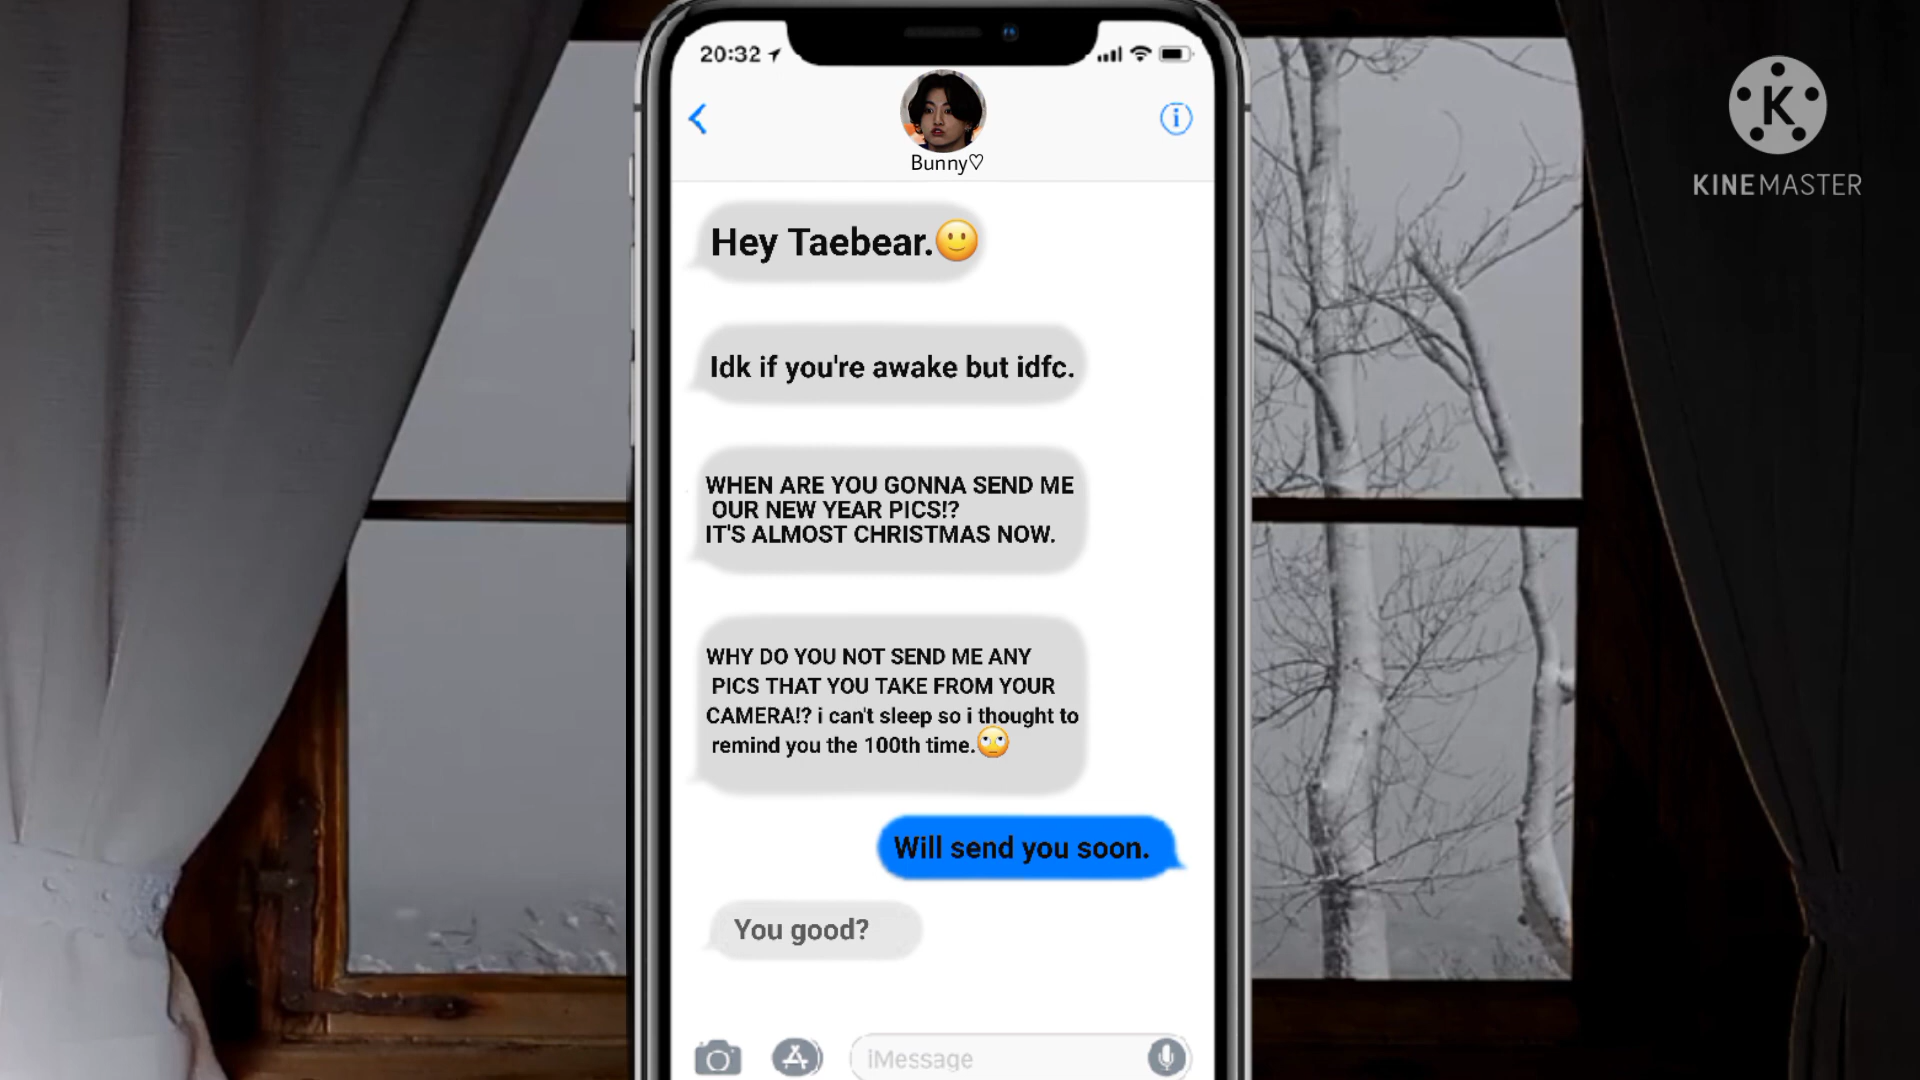 20:32
KINEMASTER
Bunny♡
Hey Taebear.🙂
Idk if you're awake but idfc.
WHEN ARE YOU GONNA SEND ME
OUR NEW YEAR PICS!?
IT'S ALMOST CHRISTMAS NOW.
WHY DO YOU NOT SEND ME ANY
PICS THAT YOU TAKE FROM YOUR
CAMERA!? i can't sleep so i thought to
remind you the 100th time.🙄
Will send you soon.
You good?
iMessage